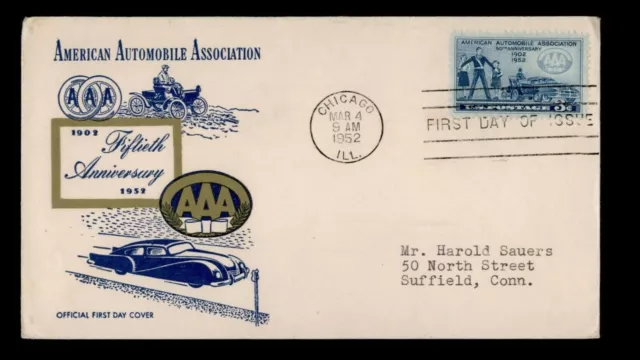 AMERICAN AUTOMOBILE ASSOCIATION
AAA
1902
Fiftieth
Anniversary
1952
AAA
OFFICIAL FIRST DAY COVER
CHICAGO
MAR 4
9 AM
1952
ILL.
AMERICAN AUTOMOBILE ASSOCIATION
50TH ANNIVERSARY
1902
1952
AAA
U.S. POSTAGE 3¢
FIRST DAY OF ISSUE
Mr. Harold Sauers
50 North Street
Suffield, Conn.